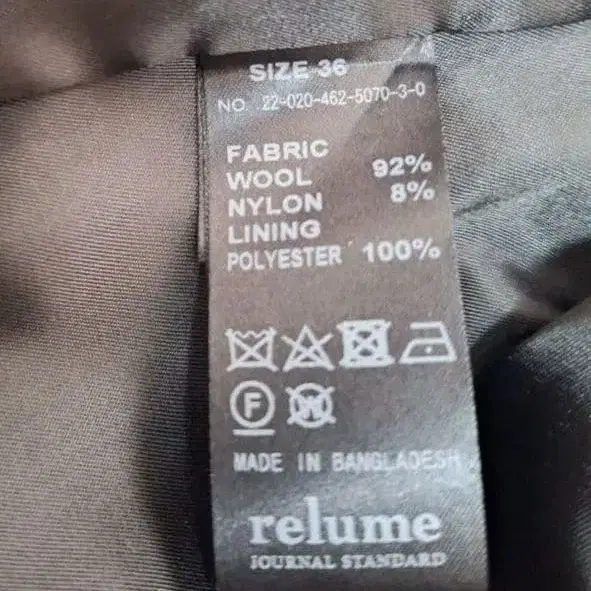 SIZE 36
NO. 22-020-462-5070-3-0
FABRIC
WOOL 92%
NYLON 8%
LINING
POLYESTER 100%
F W
MADE IN BANGLADESH
relume
JOURNAL STANDARD